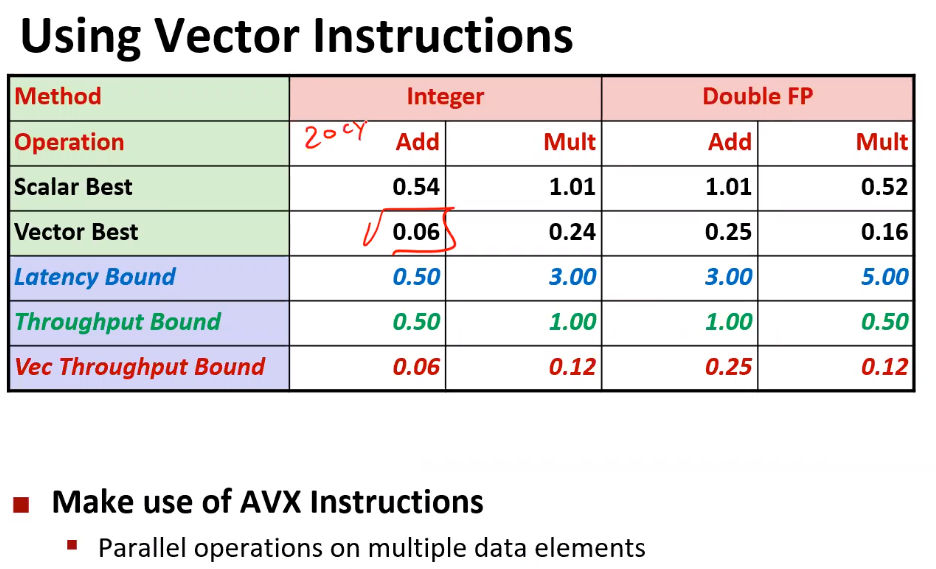 Using Vector Instructions
Method Integer Double FP
Operation 20 cy Add Mult Add Mult
Scalar Best 0.54 1.01 1.01 0.52
Vector Best 0.06 0.24 0.25 0.16
Latency Bound 0.50 3.00 3.00 5.00
Throughput Bound 0.50 1.00 1.00 0.50
Vec Throughput Bound 0.06 0.12 0.25 0.12
Make use of AVX Instructions
Parallel operations on multiple data elements